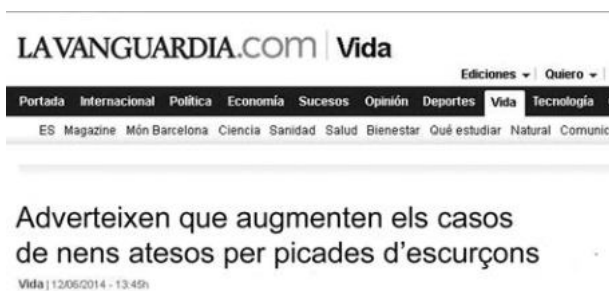 LAVANGUARDIA.COM Vida
Ediciones Quiero
Portada Internacional Política Economía Sucesos Opinión Deportes Vida Tecnología
ES Magazine Món Barcelona Ciencia Sanidad Salud Bienestar Qué estudiar Natural Comunic
Adverteixen que augmenten els casos
de nens atesos per picades d'escurçons
Vida | 12/06/2014 - 13:45h